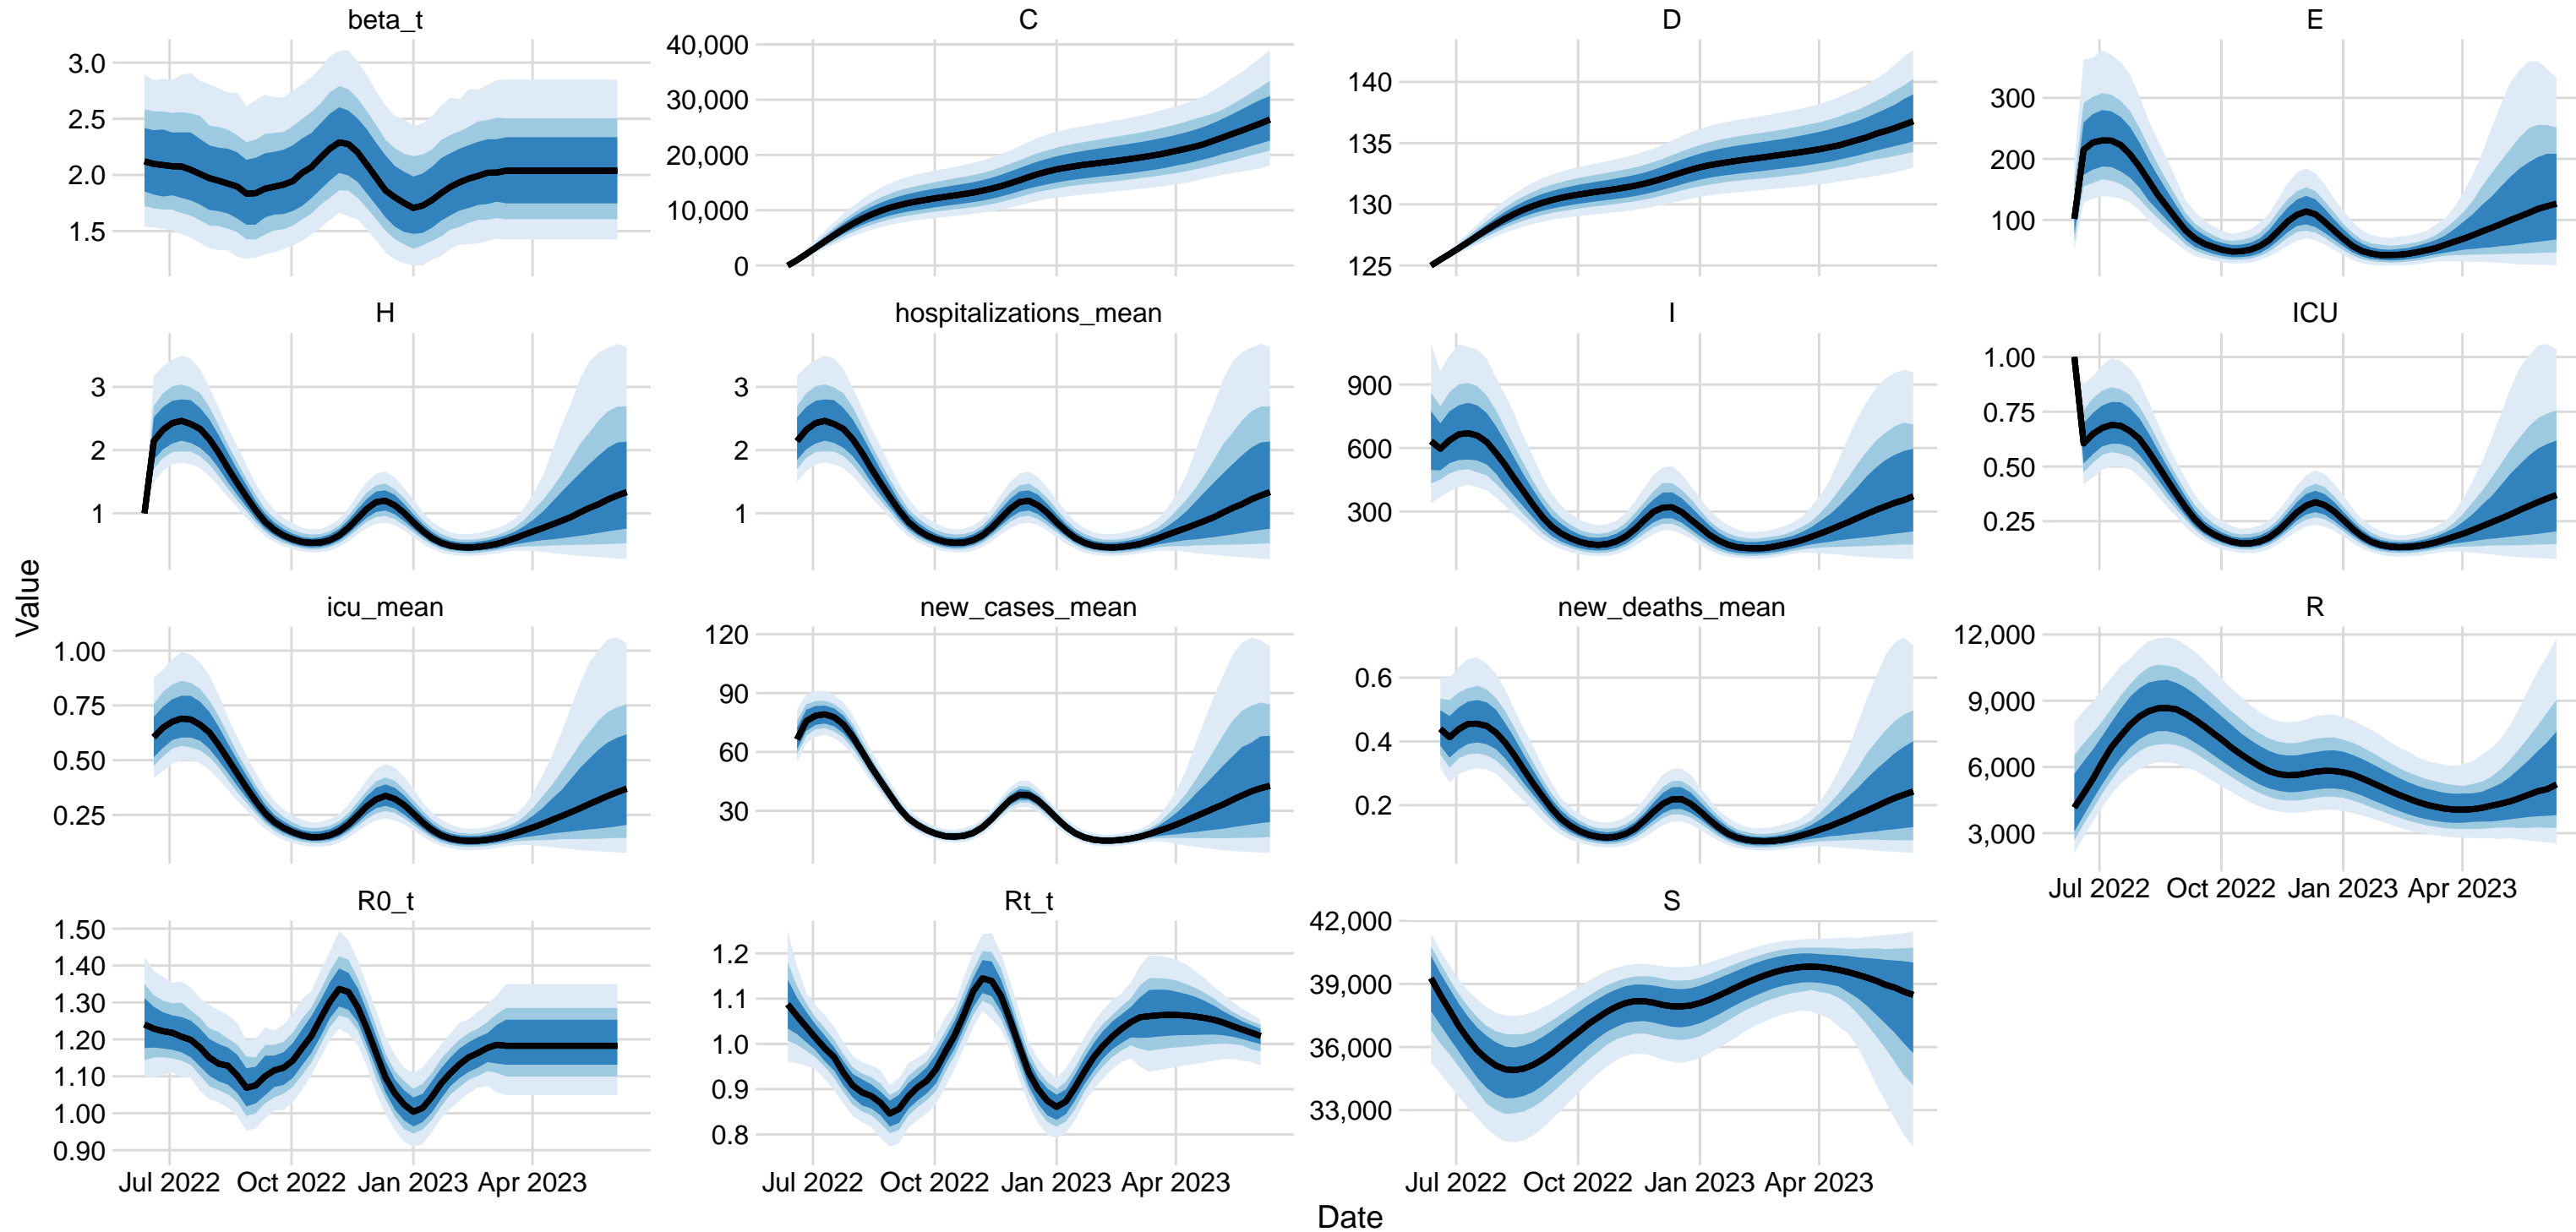 beta_t
C
D
E
3.0
2.5
2.0
1.5
40,000
30,000
20,000
10,000
0
140
135
130
125
300
200
100
H
hospitalizations_mean
I
ICU
3
2
1
3
2
1
900
600
300
1.00
0.75
0.50
0.25
Value
icu_mean
new_cases_mean
new_deaths_mean
R
1.00
0.75
0.50
0.25
120
90
60
30
0.6
0.4
0.2
12,000
9,000
6,000
3,000
Jul 2022 Oct 2022 Jan 2023 Apr 2023
R0_t
Rt_t
S
1.50
1.40
1.30
1.20
1.10
1.00
0.90
1.2
1.1
1.0
0.9
0.8
42,000
39,000
36,000
33,000
Jul 2022 Oct 2022 Jan 2023 Apr 2023
Jul 2022 Oct 2022 Jan 2023 Apr 2023
Jul 2022 Oct 2022 Jan 2023 Apr 2023
Date